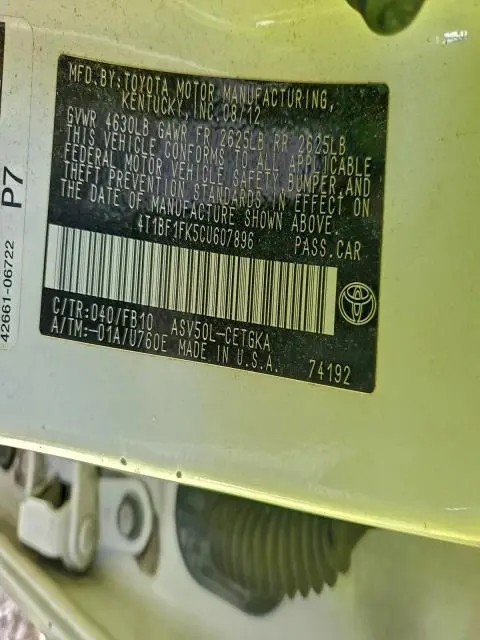 MFD. BY: TOYOTA MOTOR MANUFACTURING,
KENTUCKY, INC. 08/12
GVWR 4630LB GAWR FR 2625LB RR 2625LB
THIS VEHICLE CONFORMS TO ALL APPLICABLE
FEDERAL MOTOR VEHICLE SAFETY, BUMPER, AND
THEFT PREVENTION STANDARDS IN EFFECT ON
THE DATE OF MANUFACTURE SHOWN ABOVE.
4T1BF1FK5CU607896 PASS.CAR
C/TR:040/FB10 ASV50L-CETGKA
A/TM:-01A/U760E MADE IN U.S.A.
74192
42661-06722
P7